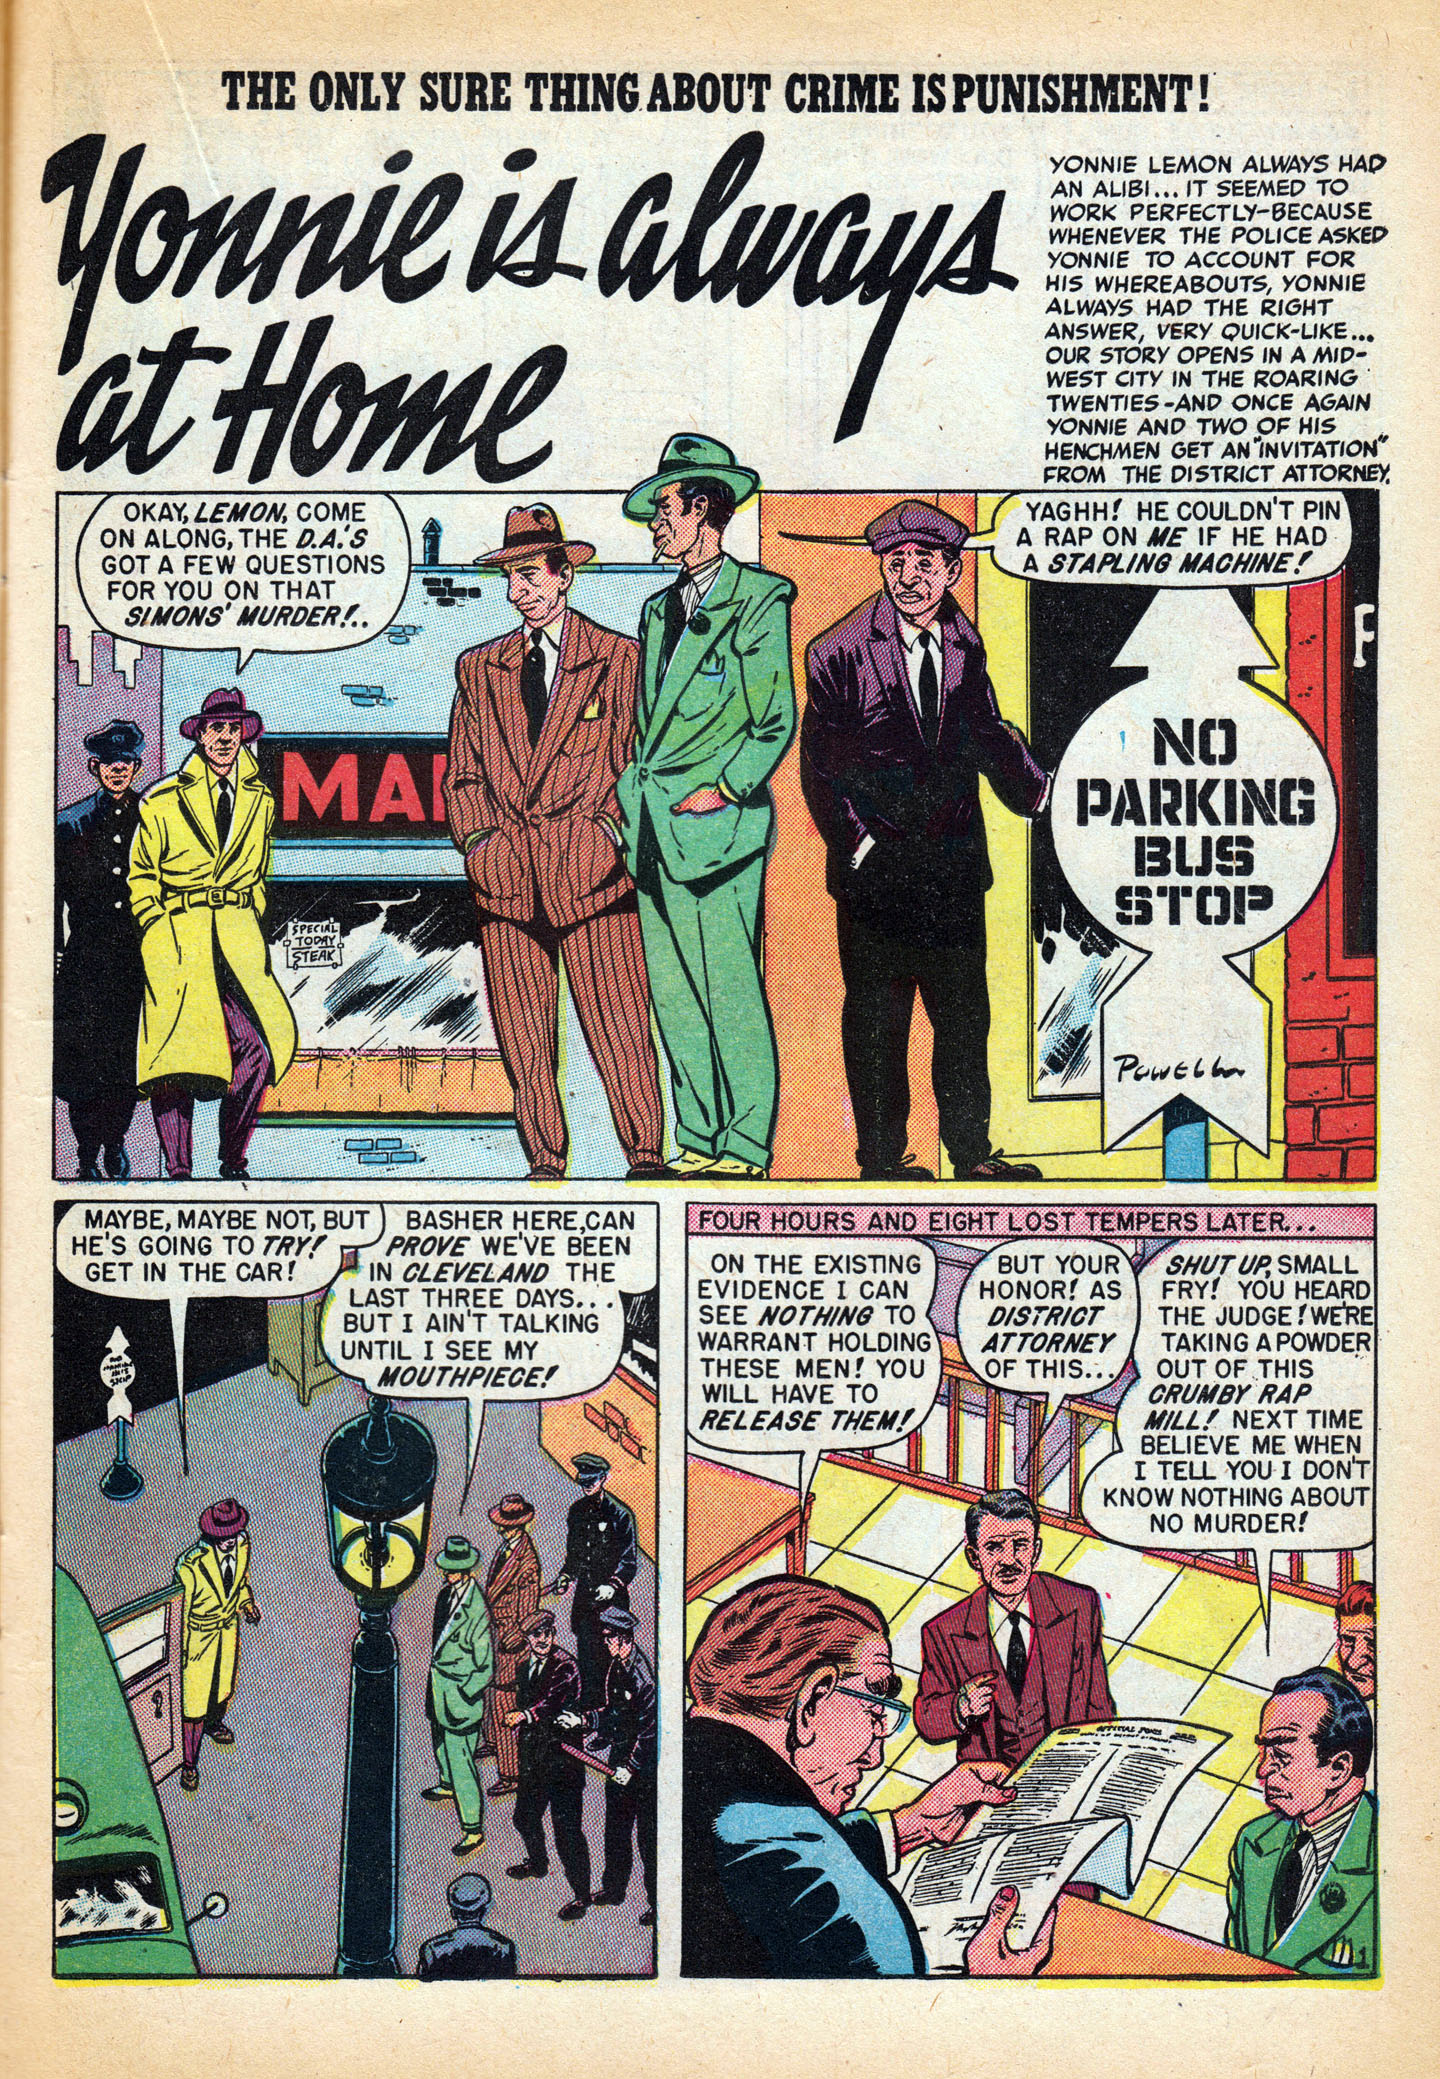 THE ONLY SURE THING ABOUT CRIME IS PUNISHMENT!
Yonnie is always
at Home
YONNIE LEMON ALWAYS HAD
AN ALIBI... IT SEEMED TO
WORK PERFECTLY-BECAUSE
WHENEVER THE POLICE ASKED
YONNIE TO ACCOUNT FOR
HIS WHEREABOUTS, YONNIE
ALWAYS HAD THE RIGHT
ANSWER, VERY QUICK-LIKE...
OUR STORY OPENS IN A MID-
WEST CITY IN THE ROARING
TWENTIES-AND ONCE AGAIN
YONNIE AND TWO OF HIS
HENCHMEN GET AN "INVITATION"
FROM THE DISTRICT ATTORNEY.
OKAY, LEMON, COME
ON ALONG, THE D.A.'S
GOT A FEW QUESTIONS
FOR YOU ON THAT
SIMONS' MURDER!..
YAGHH! HE COULDN'T PIN
A RAP ON ME IF HE HAD
A STAPLING MACHINE!
MAI
SPECIAL
TODAY
STEAK
NO
PARKING
BUS
STOP
POWELL
MAYBE, MAYBE NOT, BUT
HE'S GOING TO TRY!
GET IN THE CAR!
BASHER HERE, CAN
PROVE WE'VE BEEN
IN CLEVELAND THE
LAST THREE DAYS...
BUT I AIN'T TALKING
UNTIL I SEE MY
MOUTHPIECE!
NO
PARKING
BUS
STOP
FOUR HOURS AND EIGHT LOST TEMPERS LATER...
ON THE EXISTING
EVIDENCE I CAN
SEE NOTHING TO
WARRANT HOLDING
THESE MEN! YOU
WILL HAVE TO
RELEASE THEM!
BUT YOUR
HONOR! AS
DISTRICT
ATTORNEY
OF THIS...
SHUT UP, SMALL
FRY! YOU HEARD
THE JUDGE! WE'RE
TAKING A POWDER
OUT OF THIS
CRUMBY RAP
MILL! NEXT TIME
BELIEVE ME WHEN
I TELL YOU I DON'T
KNOW NOTHING ABOUT
NO MURDER!
OFFICIAL FORM
1